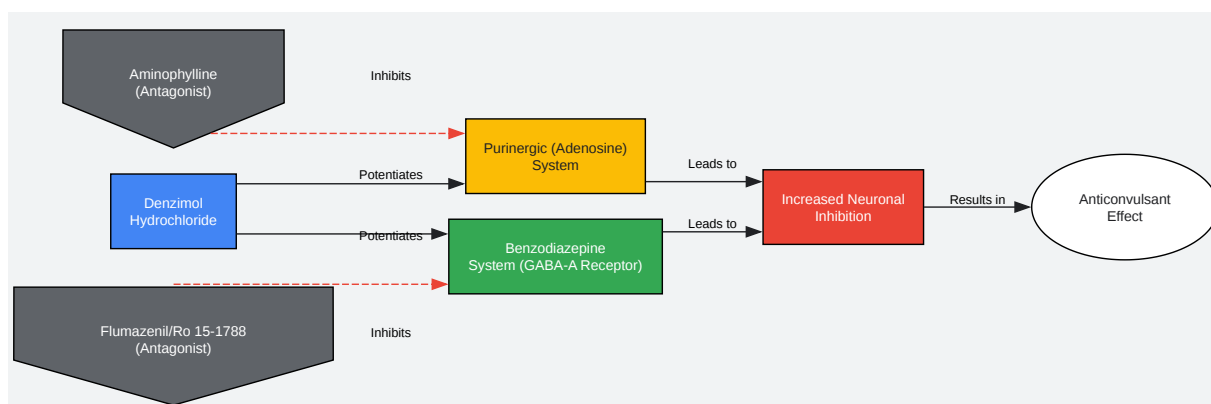 Aminophylline
(Antagonist)
Inhibits
Purinergic (Adenosine)
System
Potentiates
Leads to
Denzimol
Hydrochloride
Increased Neuronal
Inhibition
Results in
Anticonvulsant
Effect
Potentiates
Leads to
Benzodiazepine
System (GABA-A Receptor)
Flumazenil/Ro 15-1788
(Antagonist)
Inhibits